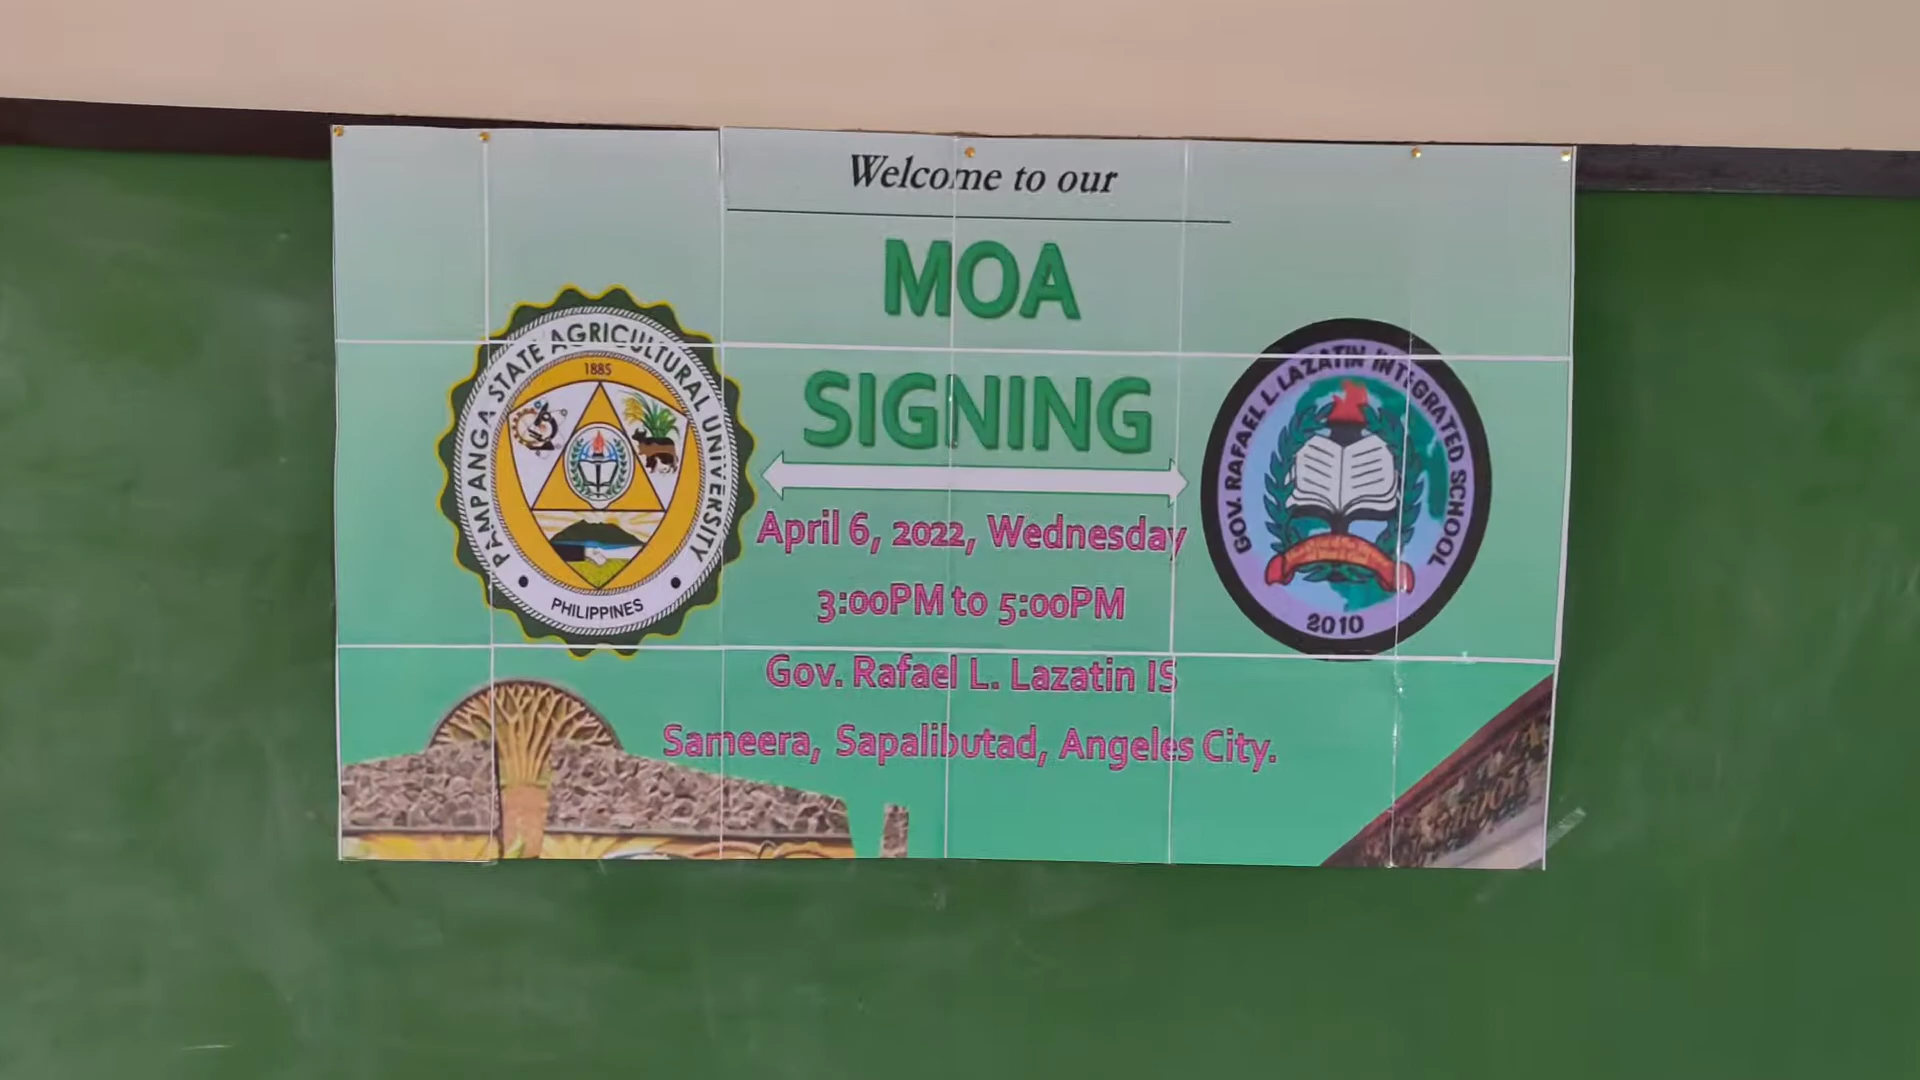 Welcome to our
MOA
SIGNING
April 6, 2022, Wednesday
3:00PM to 5:00PM
Gov. Rafael L. Lazatin IS
Sameera, Sapalibutad, Angeles City.
PAMPANGA STATE AGRICULTURAL UNIVERSITY
1885
PHILIPPINES
GOV. RAFAEL L. LAZATIN INTEGRATED SCHOOL
2010